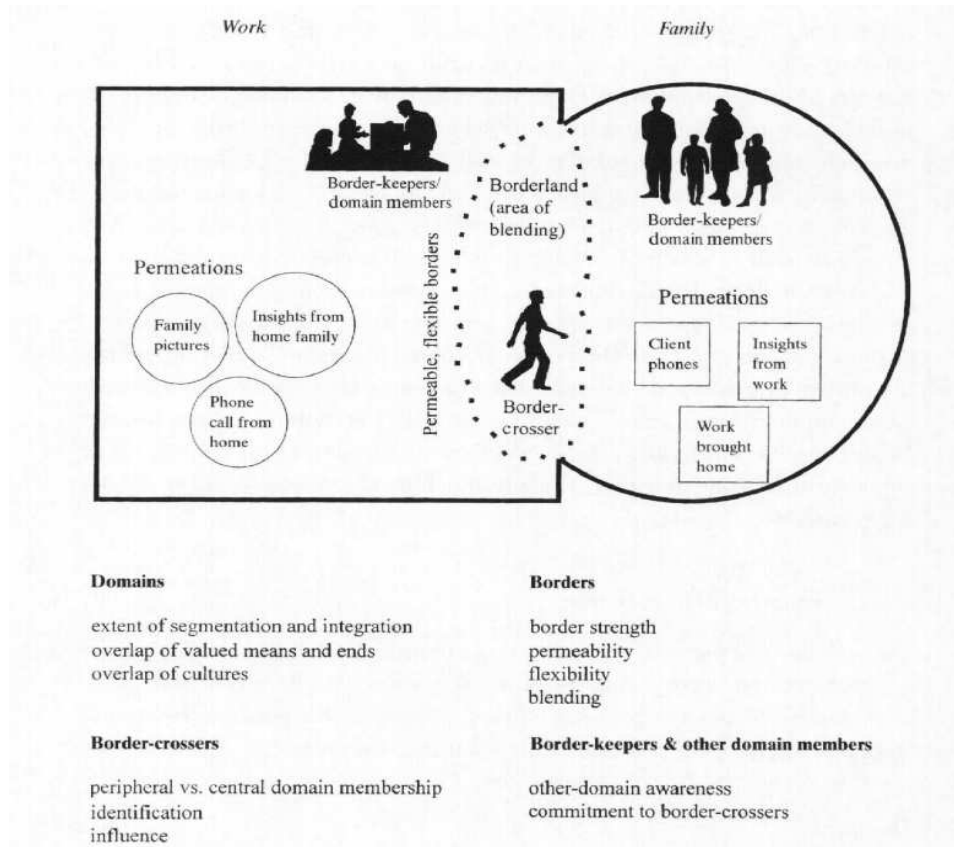 Work
Family
Border-keepers/
domain members
Borderland
(area of
blending)
Border-keepers/
domain members
Permeable, flexible borders
Permeations
Family
pictures
Insights from
home family
Phone
call from
home
Border-
crosser
Permeations
Client
phones
Insights
from
work
Work
brought
home
Domains
extent of segmentation and integration
overlap of valued means and ends
overlap of cultures
Borders
border strength
permeability
flexibility
blending
Border-crossers
peripheral vs. central domain membership
identification
influence
Border-keepers & other domain members
other-domain awareness
commitment to border-crossers